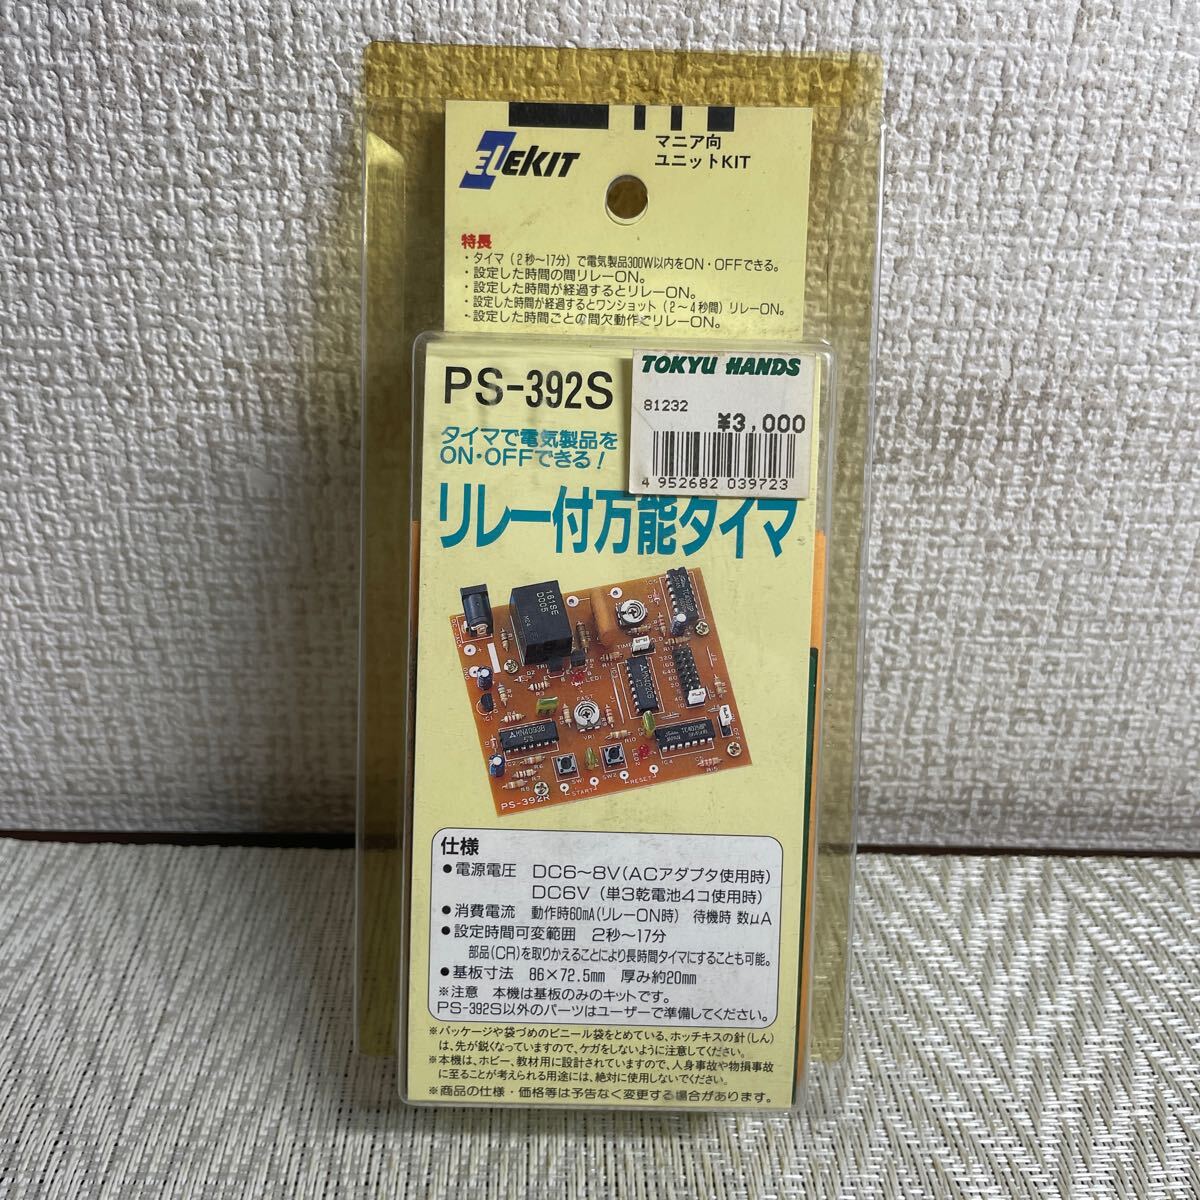 ELEKIT
マニア向
ユニットKIT
特長
・タイマ(2秒〜17分)で電気製品300W以内をON・OFFできる。
・設定した時間の間リレーON。
・設定した時間が経過するとリレーON。
・設定した時間が経過するとワンショット(2〜4秒間)リレーON。
・設定した時間ごとの間欠動作でリレーON。
PS-392S
TOKYU HANDS
81232
¥3,000
4 952682 039723
タイマで電気製品を
ON・OFFできる!
リレー付万能タイマ
161SE
D005
DC JACK
FAST
VR1
START
RESET
PS-392R
仕様
●電源電圧 DC6〜8V(ACアダプタ使用時)
DC6V (単3乾電池4コ使用時)
●消費電流 動作時60mA(リレーON時) 待機時 数μA
●設定時間可変範囲 2秒〜17分
部品(CR)を取りかえることにより長時間タイマにすることも可能。
●基板寸法 86×72.5mm 厚み約20mm
※注意 本機は基板のみのキットです。
PS-392S以外のパーツはユーザーで準備してください。
※パッケージや袋づめのビニール袋をとめている、ホッチキスの針(しん)
は、先が鋭くなっていますので、ケガをしないように注意してください。
※本機は、ホビー、教材用に設計されていますので、人身事故や物損事故
に至ることが考えられる用途には、絶対に使用しないでください。
※商品の仕様・価格等は予告なく変更する場合があります。